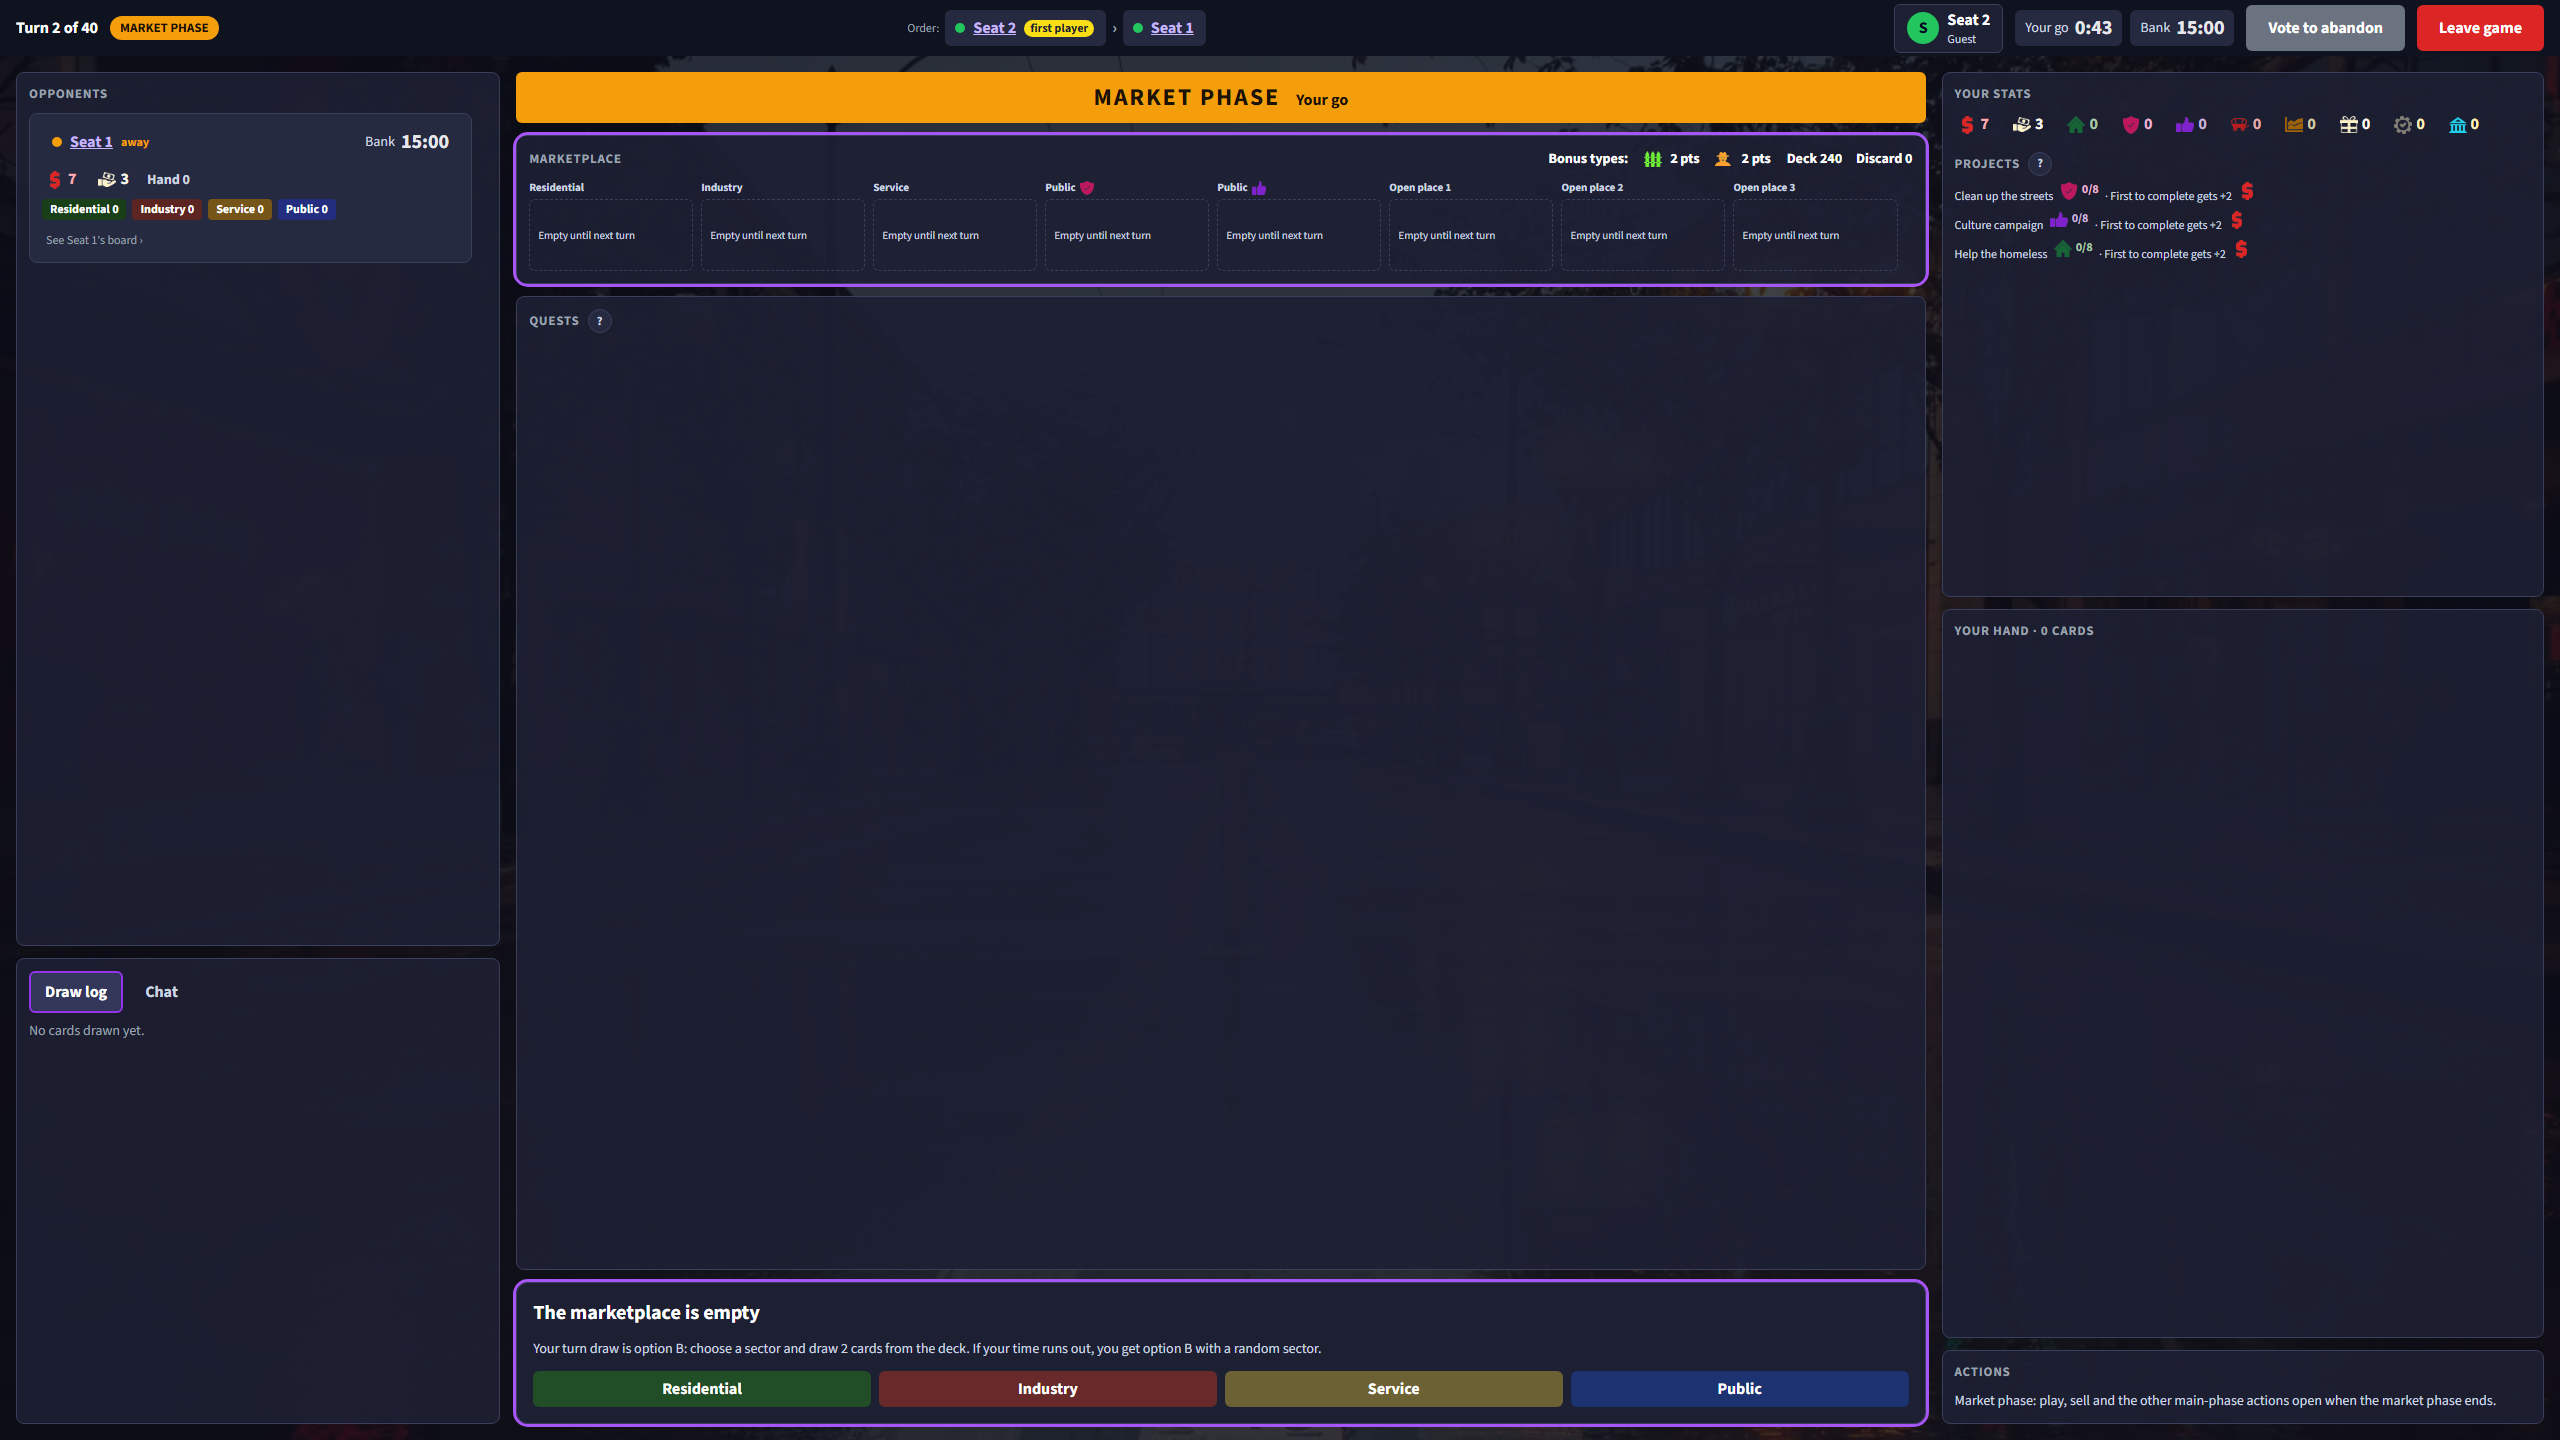 Turn 2 of 40 MARKET PHASE
Order: Seat 2 first player › Seat 1
S Seat 2 Guest
Your go 0:43
Bank 15:00
Vote to abandon
Leave game
OPPONENTS
Seat 1 away
Bank 15:00
7 3 Hand 0
Residential 0 Industry 0 Service 0 Public 0
See Seat 1's board ›
MARKET PHASE Your go
MARKETPLACE
Bonus types: 2 pts 2 pts Deck 240 Discard 0
Residential Industry Service Public Public Open place 1 Open place 2 Open place 3
Empty until next turn Empty until next turn Empty until next turn Empty until next turn Empty until next turn Empty until next turn Empty until next turn Empty until next turn
QUESTS ?
YOUR STATS
7 3 0 0 0 0 0 0 0 0
PROJECTS ?
Clean up the streets 0/8 · First to complete gets +2
Culture campaign 0/8 · First to complete gets +2
Help the homeless 0/8 · First to complete gets +2
YOUR HAND · 0 CARDS
Draw log Chat
No cards drawn yet.
The marketplace is empty
Your turn draw is option B: choose a sector and draw 2 cards from the deck. If your time runs out, you get option B with a random sector.
Residential Industry Service Public
ACTIONS
Market phase: play, sell and the other main-phase actions open when the market phase ends.